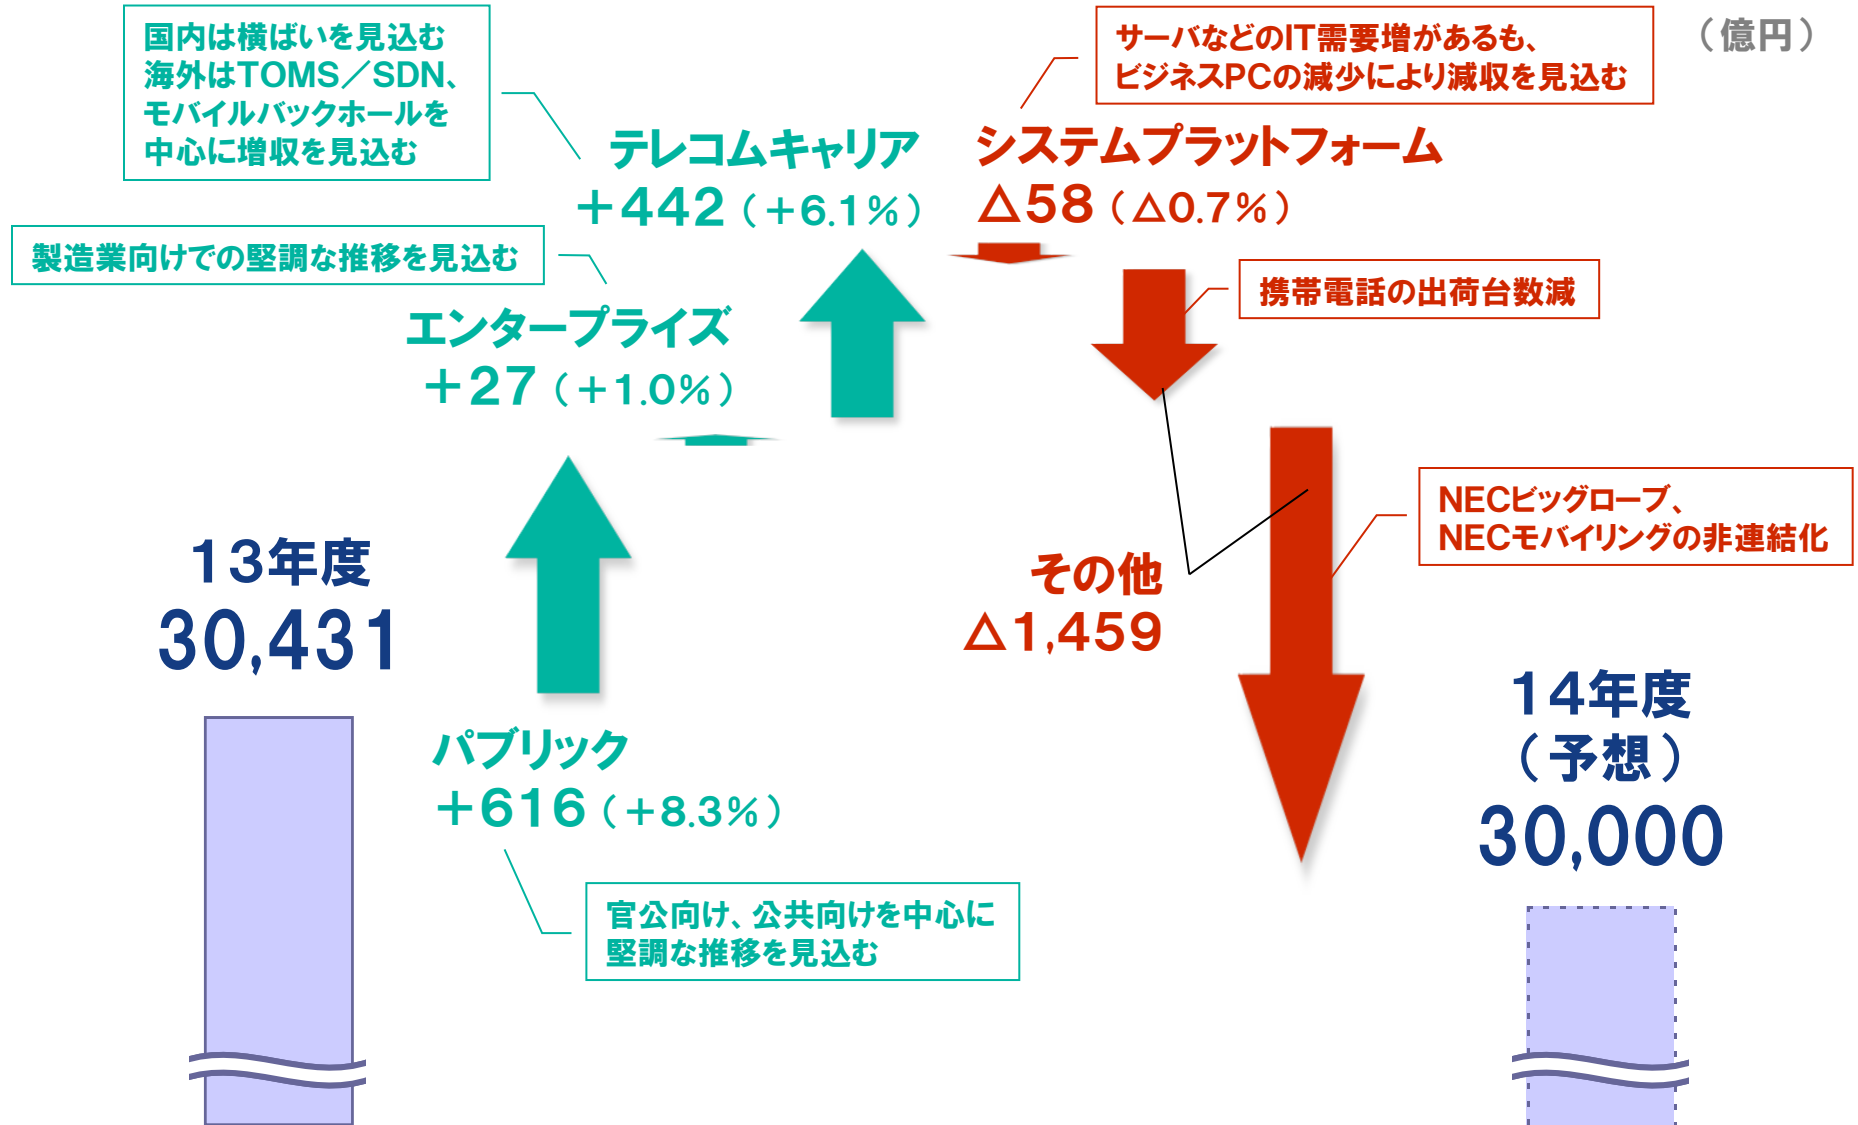 （億円）
国内は横ばいを見込む
海外はTOMS／SDN、
モバイルバックホールを
中心に増収を見込む
サーバなどのIT需要増があるも、
ビジネスPCの減少により減収を見込む
テレコムキャリア
＋442（＋6.1％）
システムプラットフォーム
△58（△0.7％）
製造業向けでの堅調な推移を見込む
携帯電話の出荷台数減
エンタープライズ
＋27（＋1.0％）
NECビッグローブ、
NECモバイリングの非連結化
13年度
30,431
その他
△1,459
14年度
（予想）
30,000
パブリック
＋616（＋8.3％）
官公向け、公共向けを中心に
堅調な推移を見込む